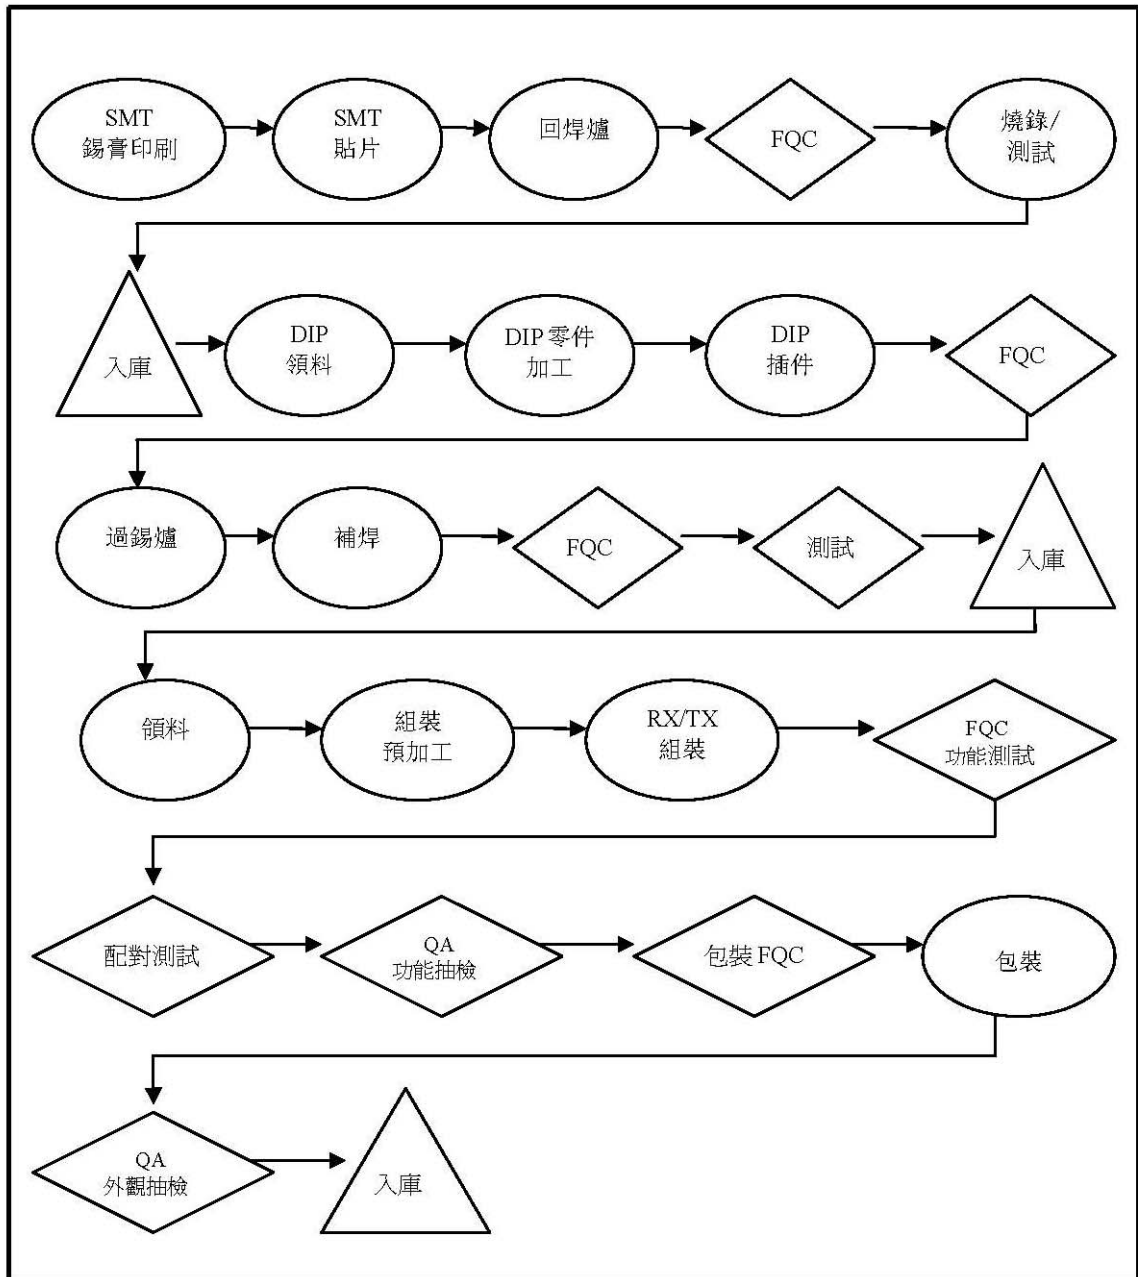 SMT
錫膏印刷
SMT
貼片
回焊爐
FQC
燒錄/
測試
入庫
DIP
領料
DIP 零件
加工
DIP
插件
FQC
過錫爐
補焊
FQC
測試
入庫
領料
組裝
預加工
RX/TX
組裝
FQC
功能測試
配對測試
QA
功能抽檢
包裝 FQC
包裝
QA
外觀抽檢
入庫